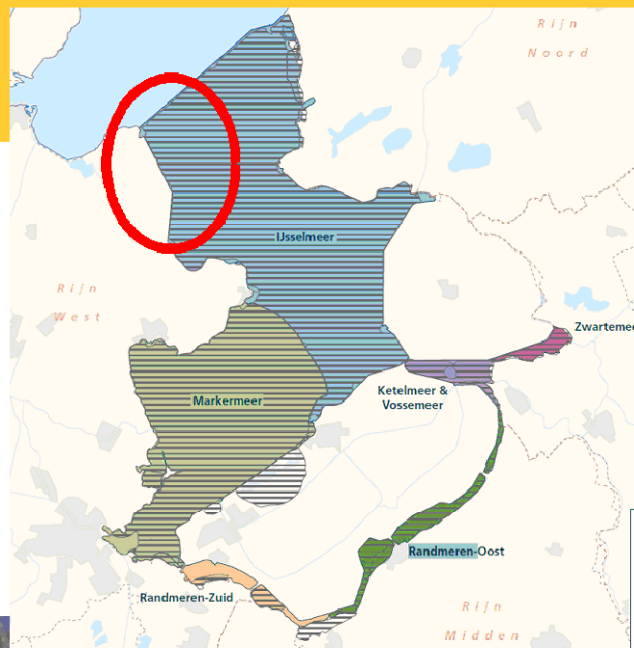 Rijn
Noord
IJsselmeer
Rijn
West
Zwartemee
Markermeer
Ketelmeer &
Vossemeer
Randmeren-Oost
Randmeren-Zuid
Rijn
Midden